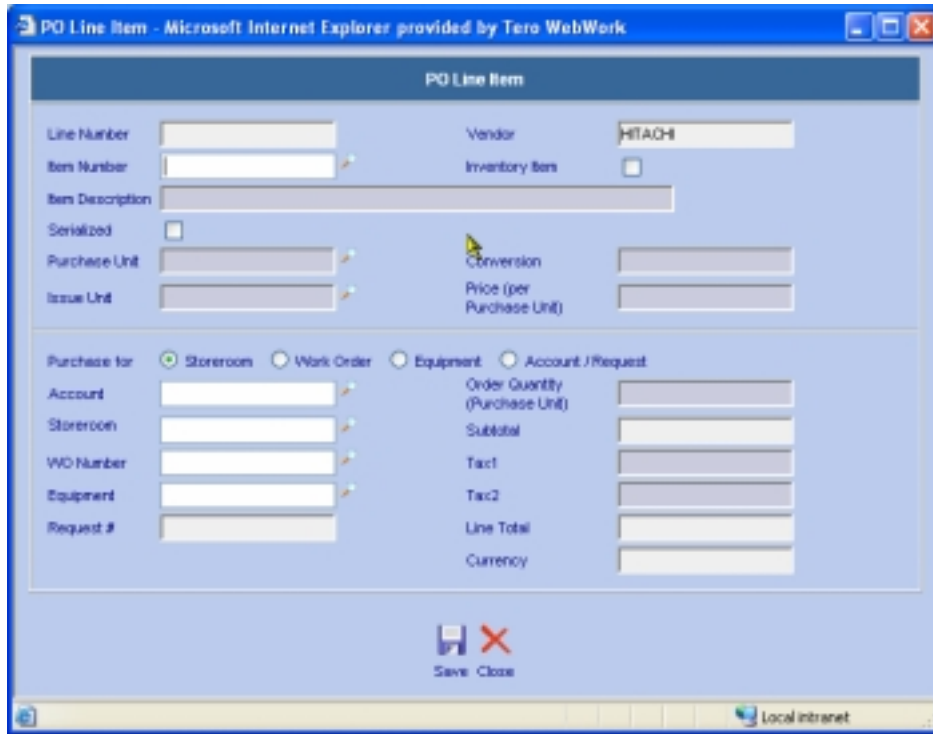 PO Line Item - Microsoft Internet Explorer provided by Tero WebWork
PO Line Item
Line Number
Vendor
HITACHI
Item Number
Inventory Item
Item Description
Serialized
Purchase Unit
Conversion
Issue Unit
Price (per
Purchase Unit)
Purchase for
Storeroom
Work Order
Equipment
Account / Request
Account
Order Quantity
(Purchase Unit)
Storeroom
Subtotal
WO Number
Tax1
Equipment
Tax2
Request #
Line Total
Currency
Save
Close
Local intranet